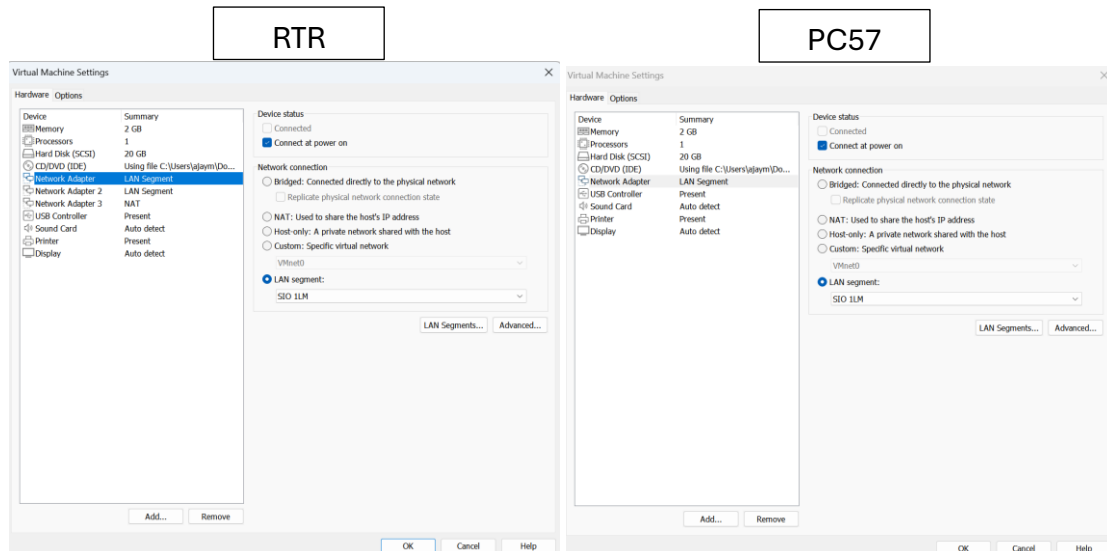 RTR
Virtual Machine Settings
Hardware Options
Device Summary
Memory 2 GB
Processors 1
Hard Disk (SCSI) 20 GB
CD/DVD (IDE) Using file C:\Users\ajaym\Do...
Network Adapter LAN Segment
Network Adapter 2 LAN Segment
Network Adapter 3 NAT
USB Controller Present
Sound Card Auto detect
Printer Present
Display Auto detect
Add... Remove
Device status
Connected
Connect at power on
Network connection
Bridged: Connected directly to the physical network
Replicate physical network connection state
NAT: Used to share the host's IP address
Host-only: A private network shared with the host
Custom: Specific virtual network
VMnet0
LAN segment:
SIO 1LM
LAN Segments... Advanced...
OK Cancel Help
PC57
Virtual Machine Settings
Hardware Options
Device Summary
Memory 2 GB
Processors 1
Hard Disk (SCSI) 20 GB
CD/DVD (IDE) Using file C:\Users\ajaym\Do...
Network Adapter LAN Segment
USB Controller Present
Sound Card Auto detect
Printer Present
Display Auto detect
Add... Remove
Device status
Connected
Connect at power on
Network connection
Bridged: Connected directly to the physical network
Replicate physical network connection state
NAT: Used to share the host's IP address
Host-only: A private network shared with the host
Custom: Specific virtual network
VMnet0
LAN segment:
SIO 1LM
LAN Segments... Advanced...
OK Cancel Help